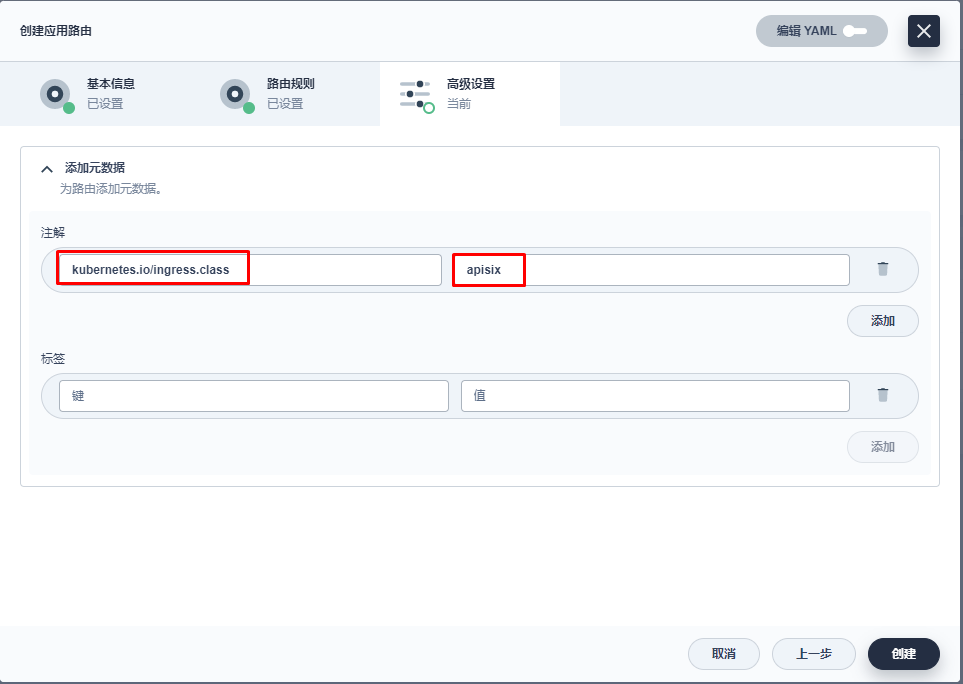 创建应用路由
编辑 YAML
基本信息
已设置
路由规则
已设置
高级设置
当前
添加元数据
为路由添加元数据。
注解
kubernetes.io/ingress.class
apisix
添加
标签
键
值
添加
取消
上一步
创建